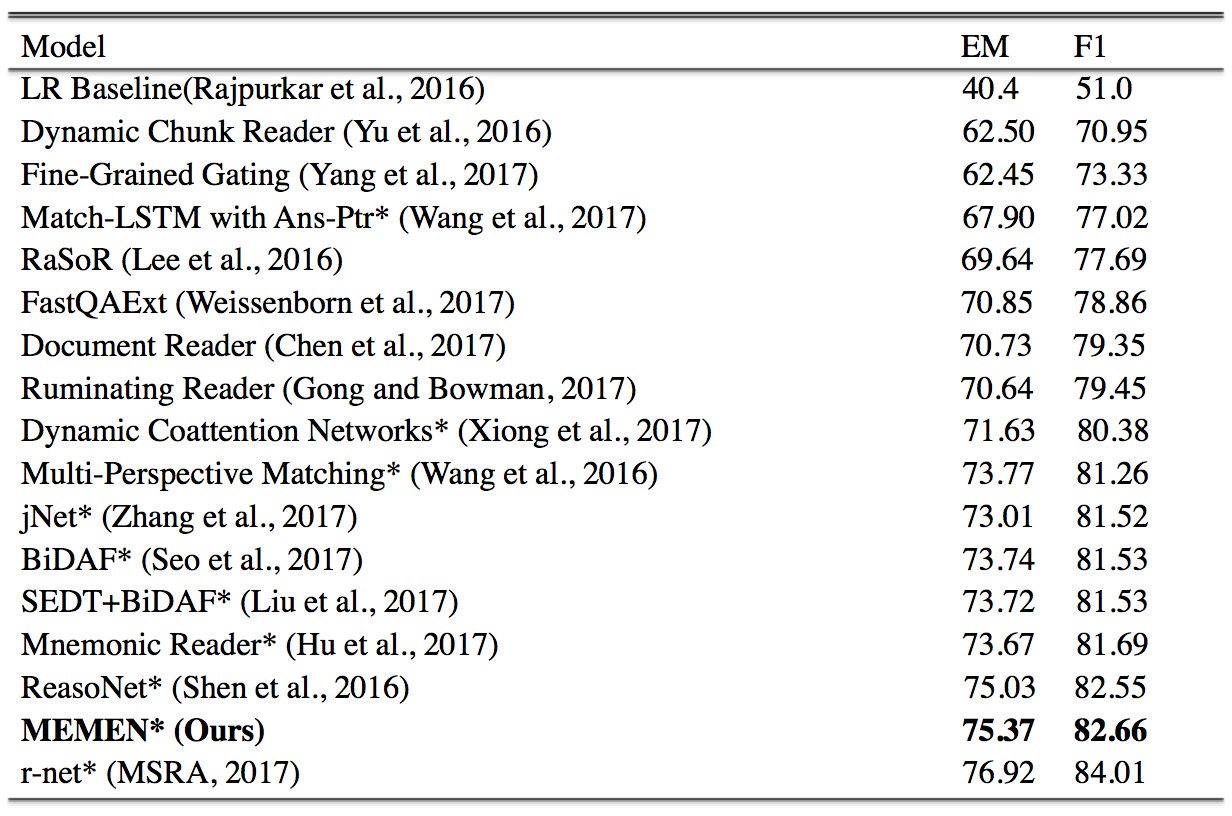 Model EM F1
LR Baseline(Rajpurkar et al., 2016) 40.4 51.0
Dynamic Chunk Reader (Yu et al., 2016) 62.50 70.95
Fine-Grained Gating (Yang et al., 2017) 62.45 73.33
Match-LSTM with Ans-Ptr* (Wang et al., 2017) 67.90 77.02
RaSoR (Lee et al., 2016) 69.64 77.69
FastQAExt (Weissenborn et al., 2017) 70.85 78.86
Document Reader (Chen et al., 2017) 70.73 79.35
Ruminating Reader (Gong and Bowman, 2017) 70.64 79.45
Dynamic Coattention Networks* (Xiong et al., 2017) 71.63 80.38
Multi-Perspective Matching* (Wang et al., 2016) 73.77 81.26
jNet* (Zhang et al., 2017) 73.01 81.52
BiDAF* (Seo et al., 2017) 73.74 81.53
SEDT+BiDAF* (Liu et al., 2017) 73.72 81.53
Mnemonic Reader* (Hu et al., 2017) 73.67 81.69
ReasoNet* (Shen et al., 2016) 75.03 82.55
MEMEN* (Ours) 75.37 82.66
r-net* (MSRA, 2017) 76.92 84.01